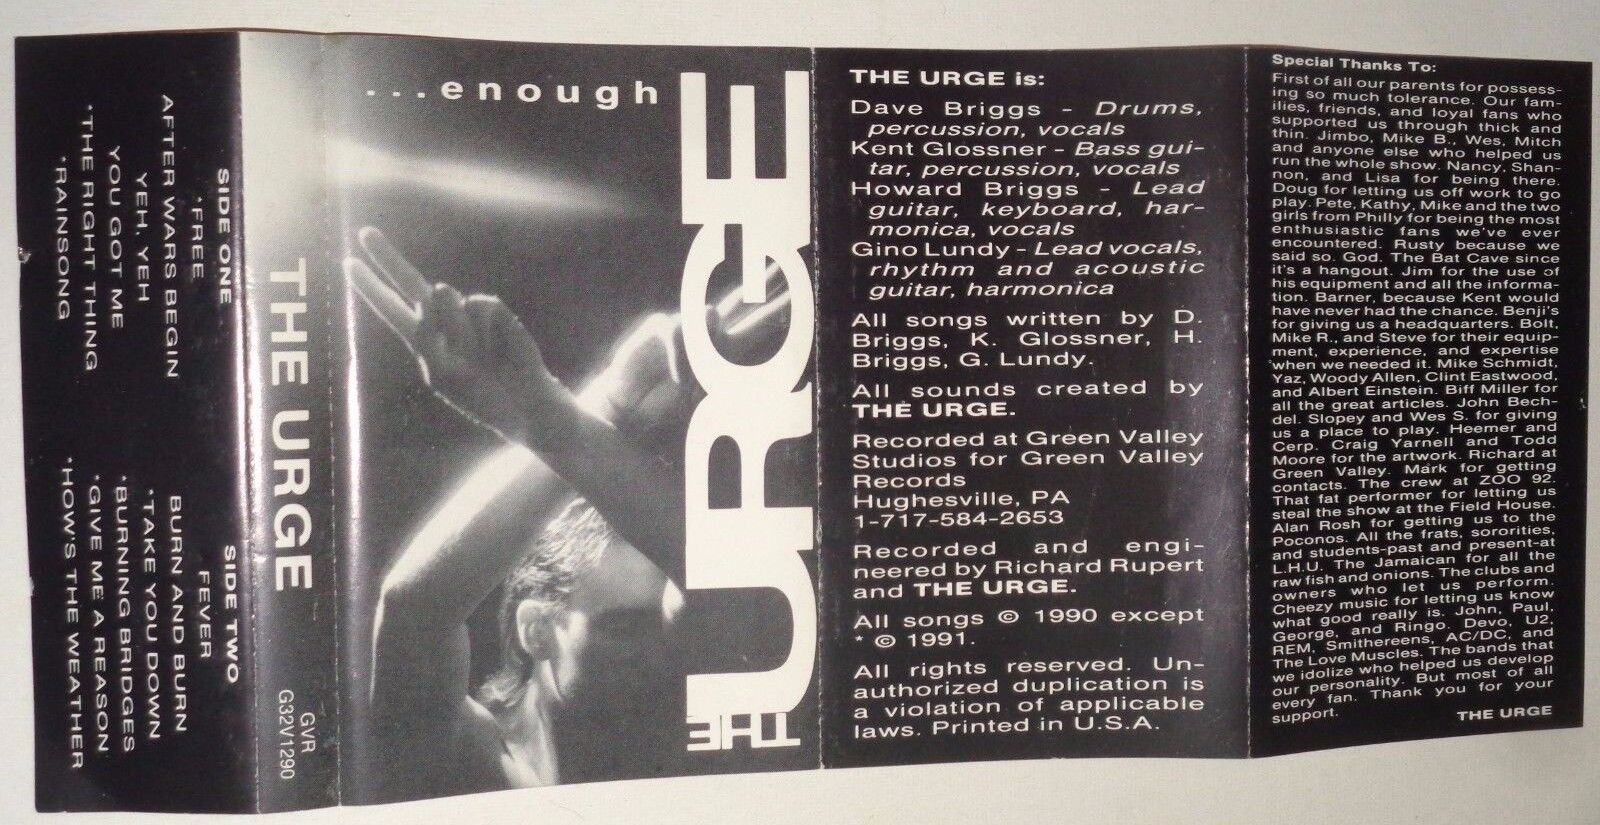 SIDE ONE
*FREE
AFTER WARS BEGIN
YEH, YEH
YOU GOT ME
*THE RIGHT THING
*RAINSONG
SIDE TWO
FEVER
BURN AND BURN
*TAKE YOU DOWN
*BURNING BRIDGES
*GIVE ME A REASON
*HOW'S THE WEATHER
THE URGE
GVR
G32V1290
...enough
THE URGE
THE URGE is:
Dave Briggs - Drums,
percussion, vocals
Kent Glossner - Bass gui-
tar, percussion, vocals
Howard Briggs - Lead
guitar, keyboard, har-
monica, vocals
Gino Lundy - Lead vocals,
rhythm and acoustic
guitar, harmonica
All songs written by D.
Briggs, K. Glossner, H.
Briggs, G. Lundy.
All sounds created by
THE URGE.
Recorded at Green Valley
Studios for Green Valley
Records
Hughesville, PA
1-717-584-2653
Recorded and engi-
neered by Richard Rupert
and THE URGE.
All songs © 1990 except
* © 1991.
All rights reserved. Un-
authorized duplication is
a violation of applicable
laws. Printed in U.S.A.
Special Thanks To:
First of all our parents for possess-
ing so much tolerance. Our fam-
ilies, friends, and loyal fans who
supported us through thick and
thin. Jimbo, Mike B., Wes, Mitch
and anyone else who helped us
run the whole show. Nancy, Shan-
non, and Lisa for being there.
Doug for letting us off work to go
play. Pete, Kathy, Mike and the two
girls from Philly for being the most
enthusiastic fans we've ever
encountered. Rusty because we
said so. God. The Bat Cave since
it's a hangout. Jim for the use of
his equipment and all the informa-
tion. Barner, because Kent would
have never had the chance. Benji's
for giving us a headquarters. Bolt,
Mike R., and Steve for their equip-
ment, experience, and expertise
when we needed it. Mike Schmidt,
Yaz, Woody Allen, Clint Eastwood,
and Albert Einstein. Biff Miller for
all the great articles. John Bech-
del. Slopey and Wes S. for giving
us a place to play. Heemer and
Cerp. Craig Yarnell and Todd
Moore for the artwork. Richard at
Green Valley. Mark for getting
contacts. The crew at ZOO 92.
That fat performer for letting us
steal the show at the Field House.
Alan Rosh for getting us to the
Poconos. All the frats, sororities,
and students-past and present-at
L.H.U. The Jamaican for all the
raw fish and onions. The clubs and
owners who let us perform.
Cheezy music for letting us know
what good really is. John, Paul,
George, and Ringo. Devo, U2,
REM, Smithereens, AC/DC, and
The Love Muscles. The bands that
we idolize who helped us develop
our personality. But most of all
every fan. Thank you for your
support.
THE URGE